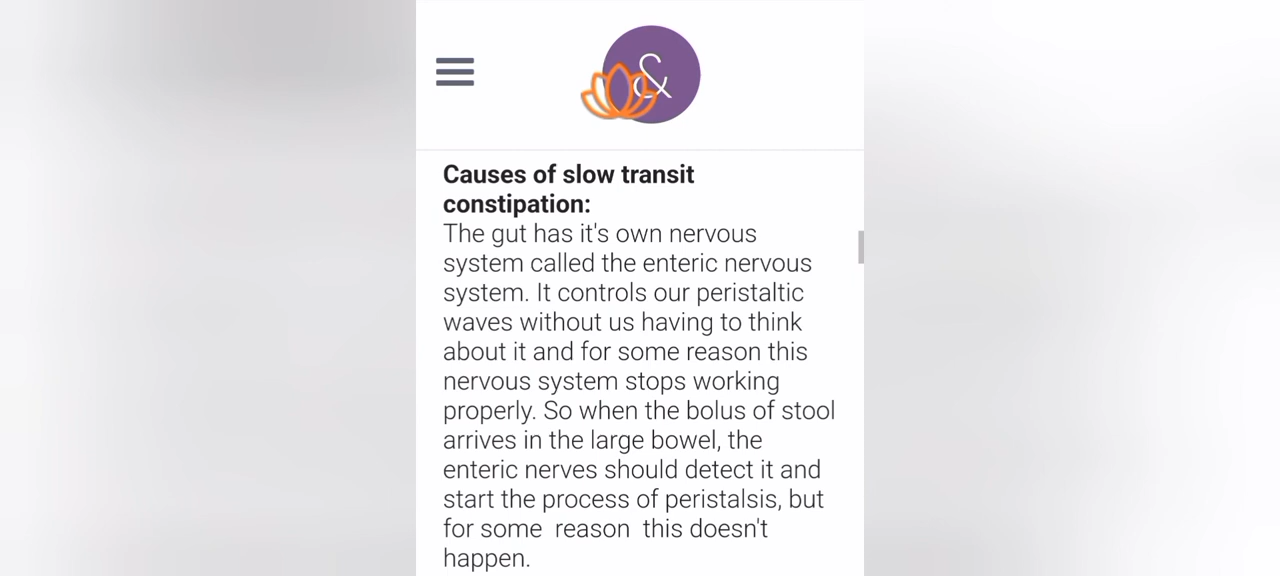 &
Causes of slow transit
constipation:
The gut has it's own nervous
system called the enteric nervous
system. It controls our peristaltic
waves without us having to think
about it and for some reason this
nervous system stops working
properly. So when the bolus of stool
arrives in the large bowel, the
enteric nerves should detect it and
start the process of peristalsis, but
for some  reason  this doesn't
happen.